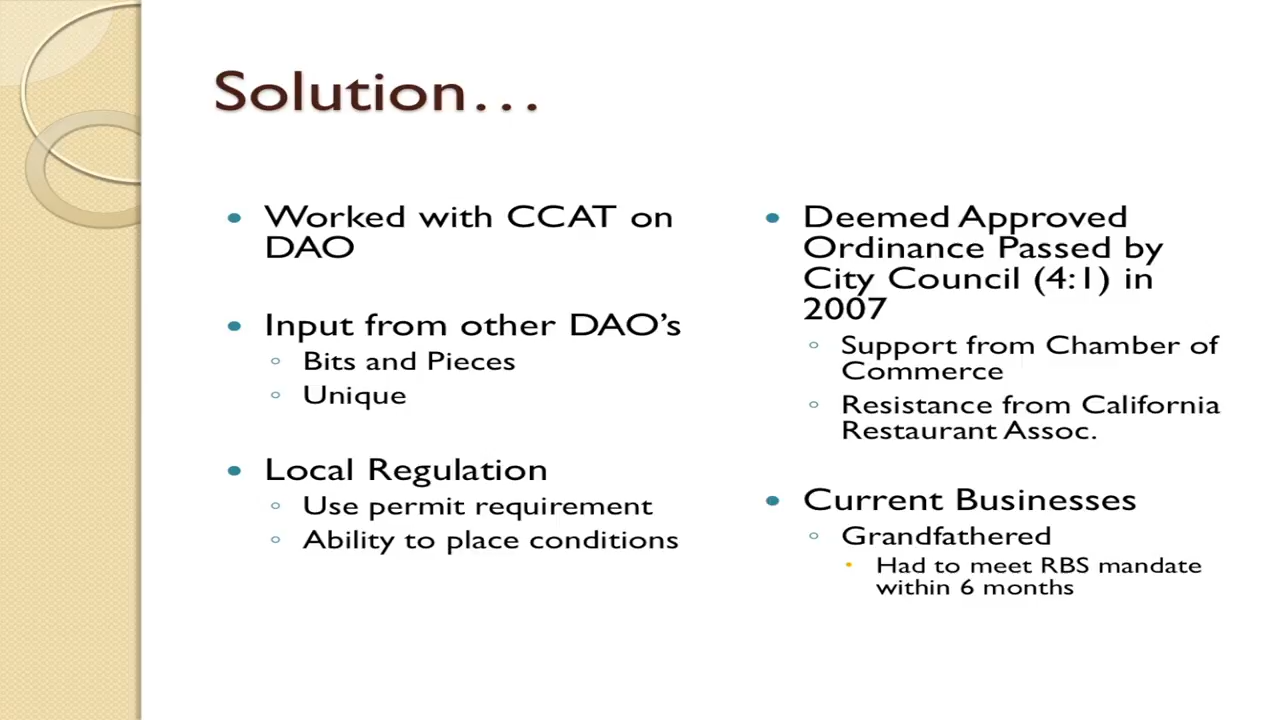 Solution…
Worked with CCAT on
DAO
Input from other DAO's
Bits and Pieces
Unique
Local Regulation
Use permit requirement
Ability to place conditions
Deemed Approved
Ordinance Passed by
City Council (4:1) in
2007
Support from Chamber of
Commerce
Resistance from California
Restaurant Assoc.
Current Businesses
Grandfathered
Had to meet RBS mandate
within 6 months